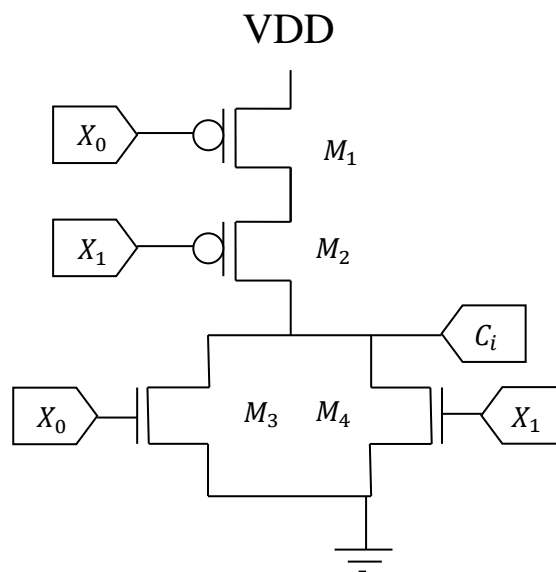 VDD
X₀
M₁
X₁
M₂
Cᵢ
X₀
M₃
M₄
X₁